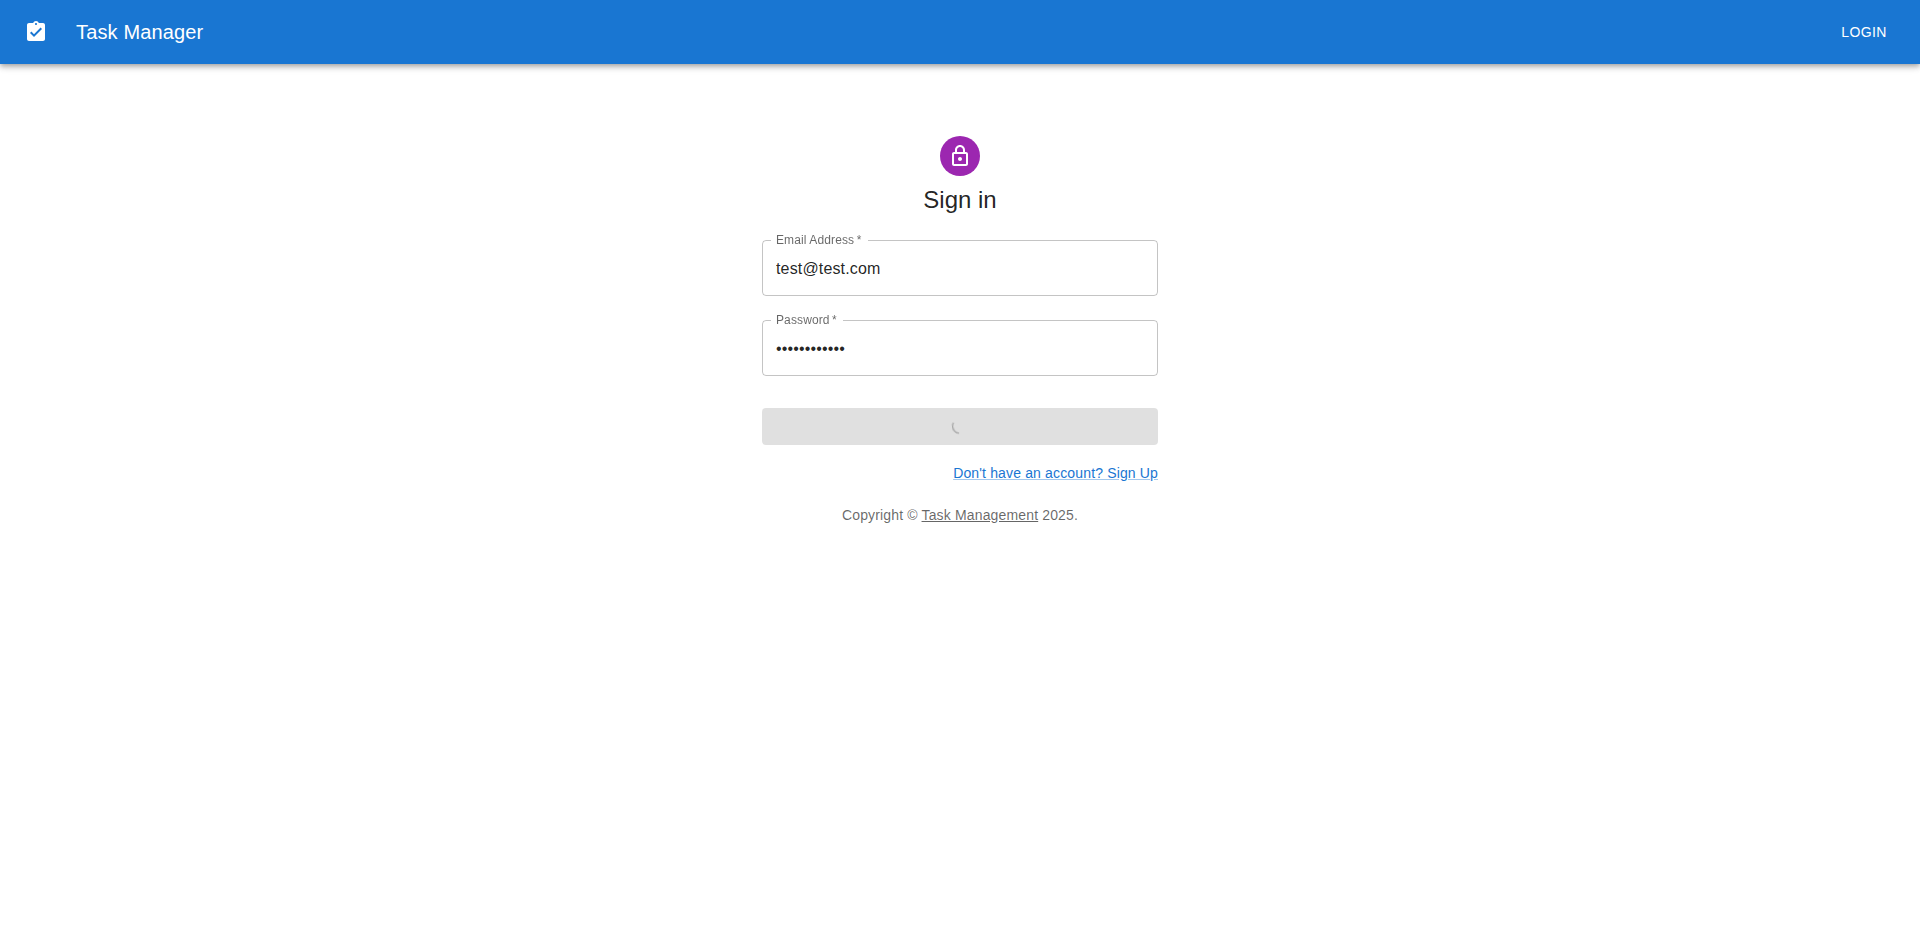 Task Manager
LOGIN
Sign in
Email Address *
test@test.com
Password *
••••••••••••
Don't have an account? Sign Up
Copyright © Task Management 2025.